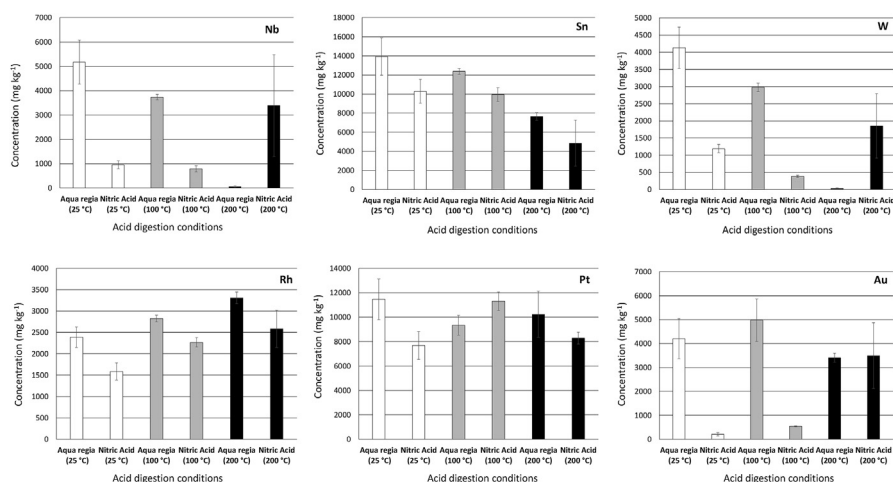 Nb
Concentration (mg kg-1)
7000
6000
5000
4000
3000
2000
1000
0
Aqua regia Nitric Acid Aqua regia Nitric Acid Aqua regia Nitric Acid
(25 °C) (25 °C) (100 °C) (100 °C) (200 °C) (200 °C)
Acid digestion conditions
Sn
Concentration (mg kg-1)
18000
16000
14000
12000
10000
8000
6000
4000
2000
0
Aqua regia Nitric Acid Aqua regia Nitric Acid Aqua regia Nitric Acid
(25 °C) (25 °C) (100 °C) (100 °C) (200 °C) (200 °C)
Acid digestion conditions
W
Concentration (mg kg-1)
5000
4500
4000
3500
3000
2500
2000
1500
1000
500
0
Aqua regia Nitric Acid Aqua regia Nitric Acid Aqua regia Nitric Acid
(25 °C) (25 °C) (100 °C) (100 °C) (200 °C) (200 °C)
Acid digestion conditions
Rh
Concentration (mg kg-1)
4000
3500
3000
2500
2000
1500
1000
500
0
Aqua regia Nitric Acid Aqua regia Nitric Acid Aqua regia Nitric Acid
(25 °C) (25 °C) (100 °C) (100 °C) (200 °C) (200 °C)
Acid digestion conditions
Pt
Concentration (mg kg-1)
14000
12000
10000
8000
6000
4000
2000
0
Aqua regia Nitric Acid Aqua regia Nitric Acid Aqua regia Nitric Acid
(25 °C) (25 °C) (100 °C) (100 °C) (200 °C) (200 °C)
Acid digestion conditions
Au
Concentration (mg kg-1)
7000
6000
5000
4000
3000
2000
1000
0
Aqua regia Nitric Acid Aqua regia Nitric Acid Aqua regia Nitric Acid
(25 °C) (25 °C) (100 °C) (100 °C) (200 °C) (200 °C)
Acid digestion conditions